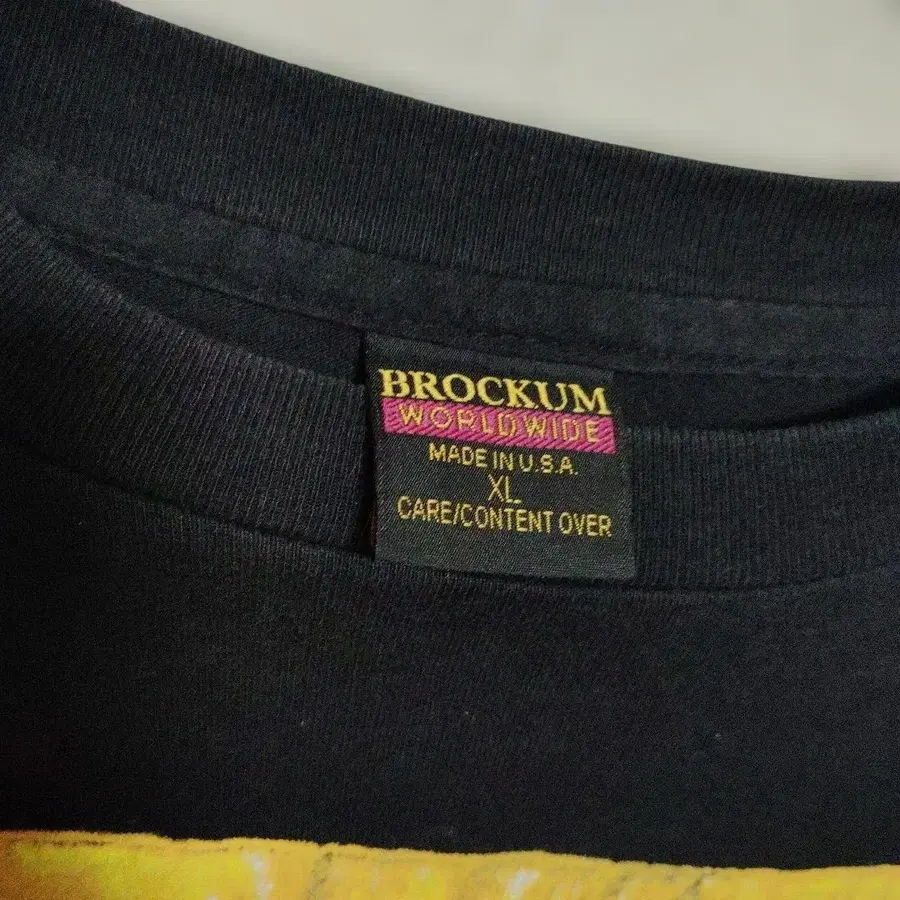 BROCKUM
WORLDWIDE
MADE IN U.S.A.
XL
CARE/CONTENT OVER